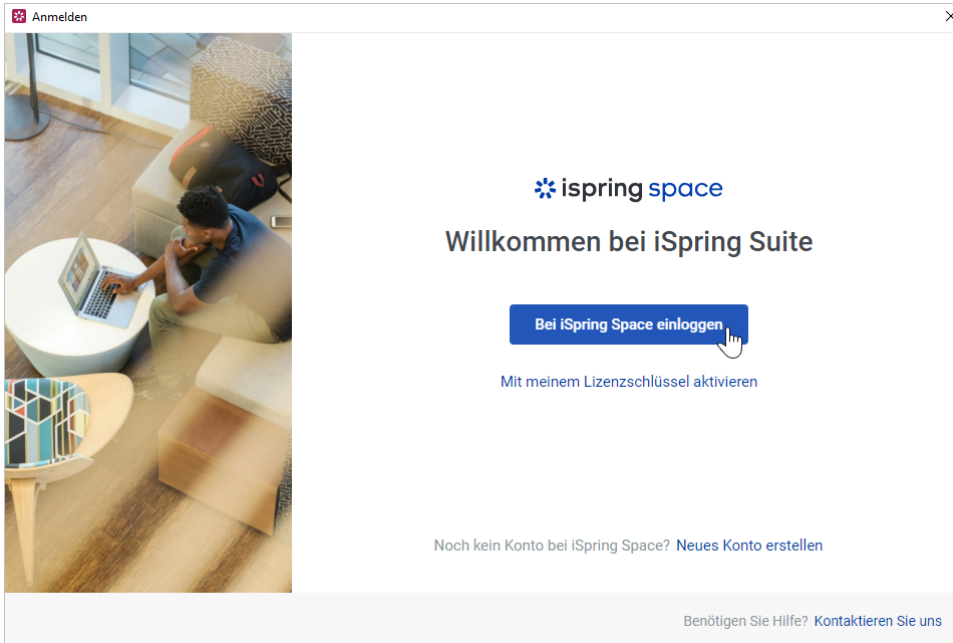 Anmelden
ispring space
Willkommen bei iSpring Suite
Bei iSpring Space einloggen
Mit meinem Lizenzschlüssel aktivieren
Noch kein Konto bei iSpring Space? Neues Konto erstellen
Benötigen Sie Hilfe? Kontaktieren Sie uns